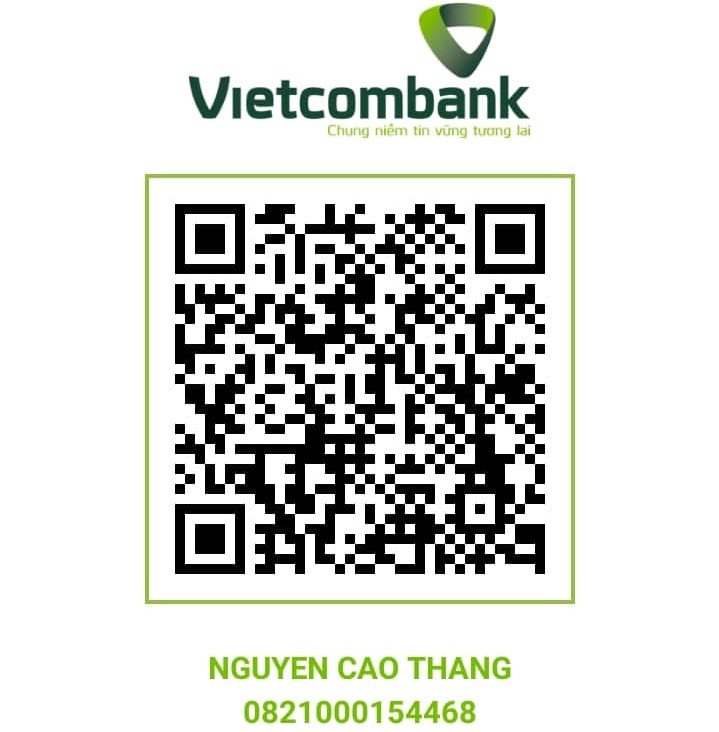 Vietcombank
Chung niềm tin vững tương lai
NGUYEN CAO THANG
0821000154468